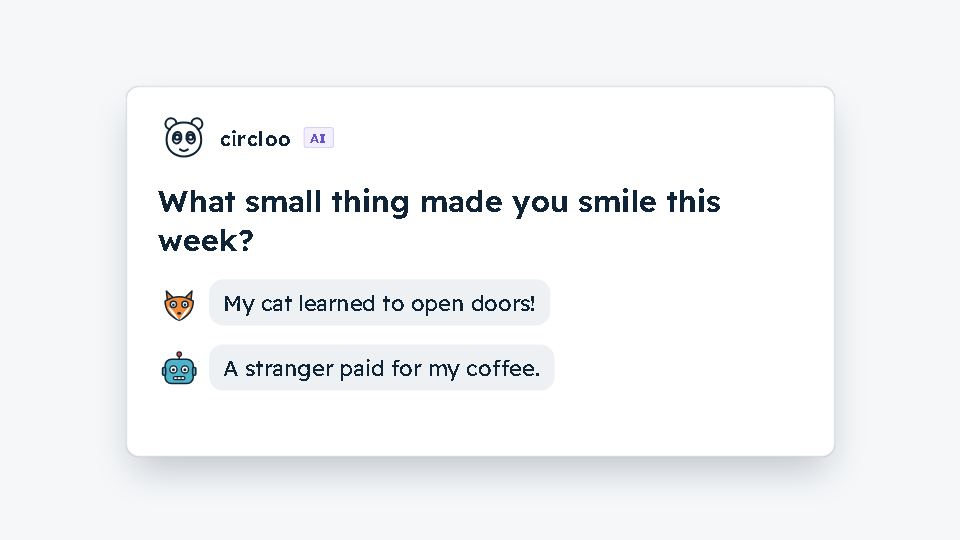 circloo AI
What small thing made you smile this
week?
My cat learned to open doors!
A stranger paid for my coffee.